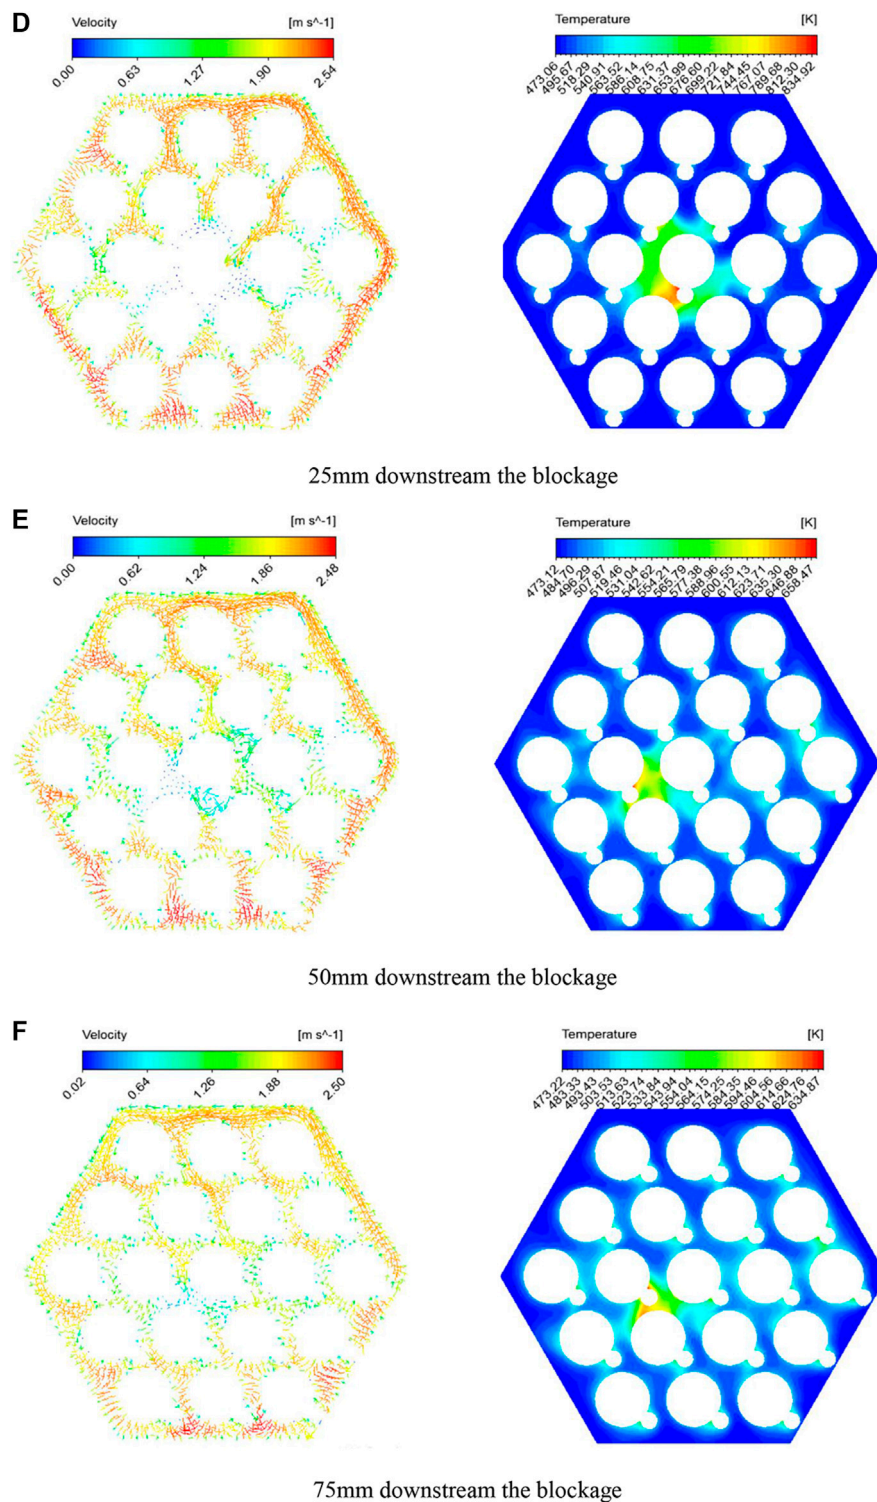 D
Velocity [m s^-1]
0.00 0.63 1.27 1.90 2.54
Temperature [K]
473.06 495.67 518.29 540.91 563.52 586.14 608.75 631.37 653.99 676.60 699.22 721.84 744.45 767.07 789.68 812.30 834.92
25mm downstream the blockage
E
Velocity [m s^-1]
0.00 0.62 1.24 1.86 2.48
Temperature [K]
473.12 484.70 496.29 507.87 519.46 531.04 542.62 554.21 565.79 577.38 588.96 600.55 612.13 623.71 635.30 646.88 658.47
50mm downstream the blockage
F
Velocity [m s^-1]
0.02 0.64 1.26 1.88 2.50
Temperature [K]
473.22 483.33 493.43 503.53 513.63 523.74 533.84 543.94 554.04 564.15 574.25 584.35 594.46 604.56 614.66 624.76 634.87
75mm downstream the blockage